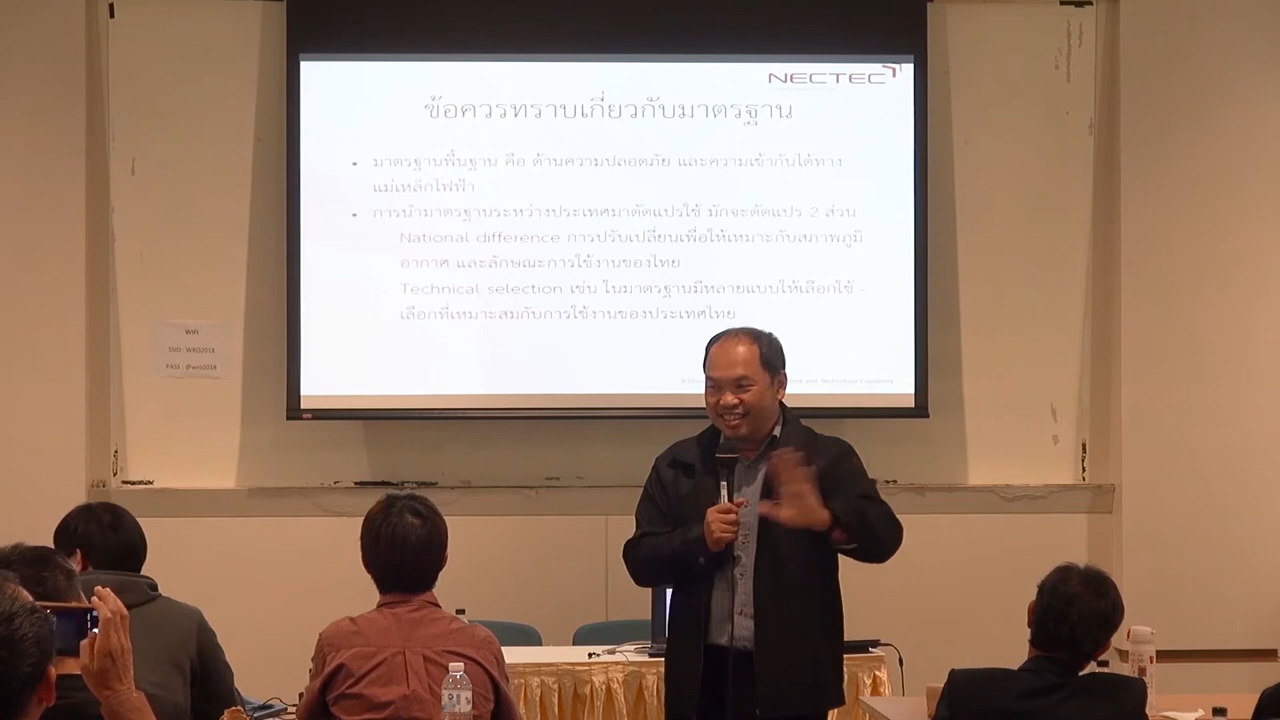 NECTEC
ข้อควรทราบเกี่ยวกับมาตรฐาน
• มาตรฐานพื้นฐาน คือ ด้านความปลอดภัย และความเข้ากันได้ทาง
แม่เหล็กไฟฟ้า
• การนำมาตรฐานระหว่างประเทศมาดัดแปรใช้ มักจะดัดแปร 2 ส่วน
National difference การปรับเปลี่ยนเพื่อให้เหมาะกับสภาพภูมิ
อากาศ และลักษณะการใช้งานของไทย
- Technical selection เช่น ในมาตรฐานมีหลายแบบให้เลือกใช้ -
เลือกที่เหมาะสมกับการใช้งานของประเทศไทย
and Technology Capability
WIFI
SSID : WRO2018
PASS : @wro2018